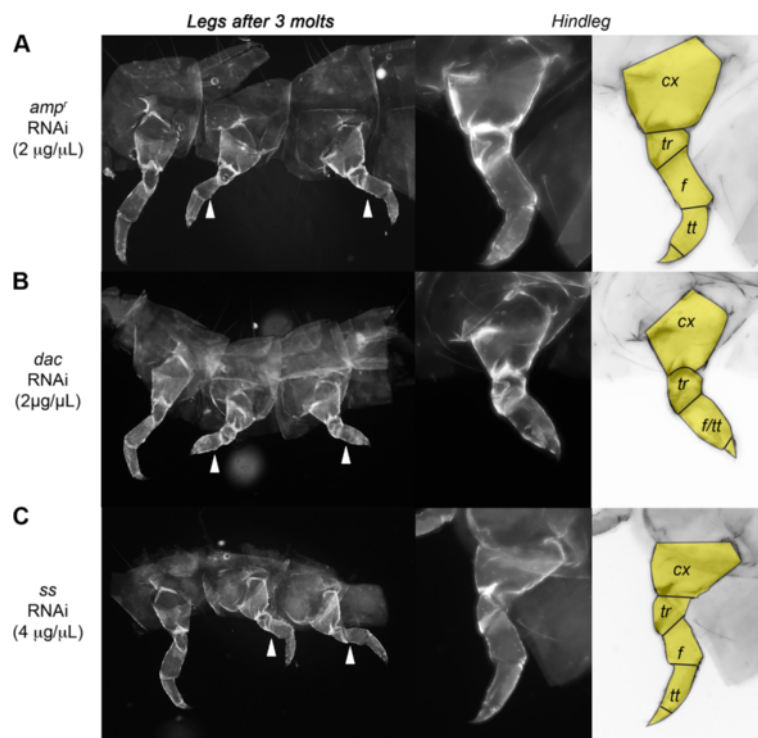 Legs after 3 molts
Hindleg
A
ampʳ
RNAi
(2 µg/µL)
cx
tr
f
tt
B
dac
RNAi
(2µg/µL)
cx
tr
f/tt
C
ss
RNAi
(4 µg/µL)
cx
tr
f
tt